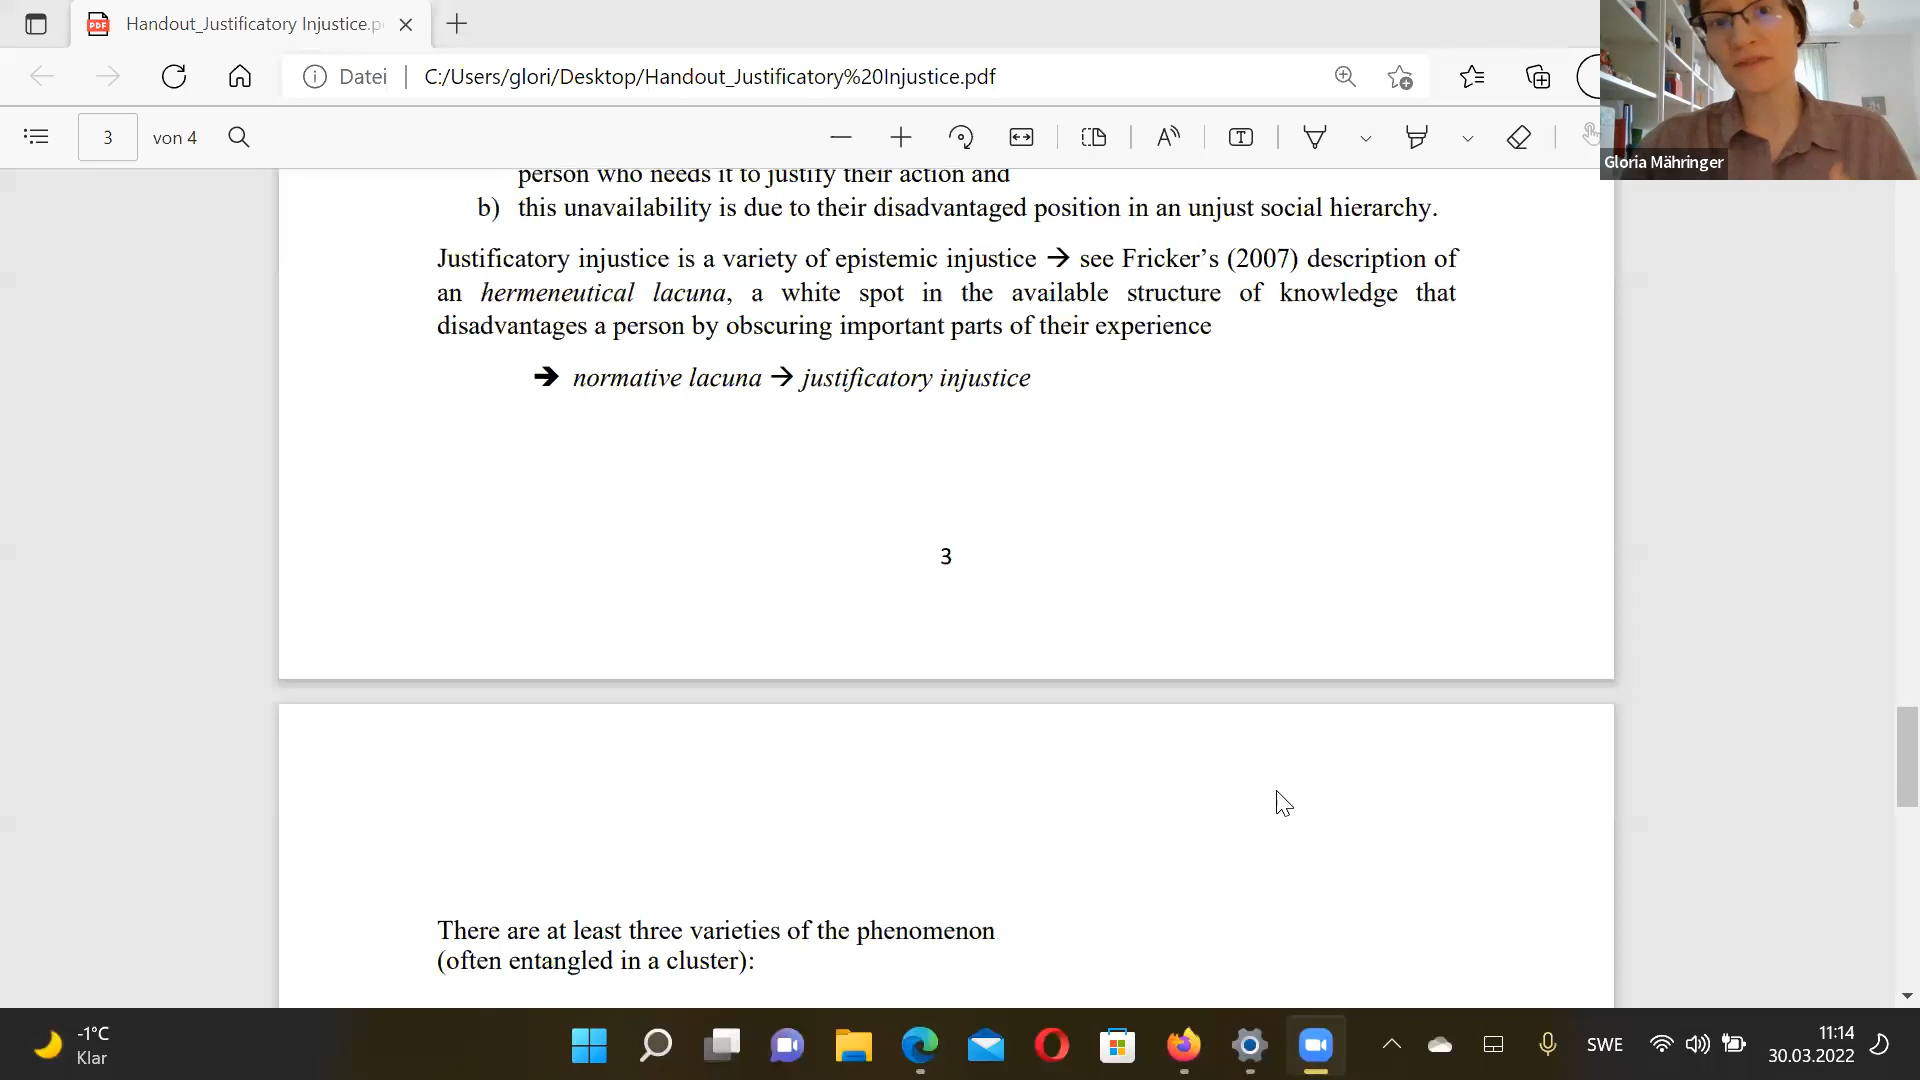 Handout_Justificatory Injustice.p
Datei
C:/Users/glori/Desktop/Handout_Justificatory%20Injustice.pdf
3 von 4
Gloria Mähringer
person who needs it to justify their action and
b) this unavailability is due to their disadvantaged position in an unjust social hierarchy.
Justificatory injustice is a variety of epistemic injustice → see Fricker’s (2007) description of
an hermeneutical lacuna, a white spot in the available structure of knowledge that
disadvantages a person by obscuring important parts of their experience
➔ normative lacuna → justificatory injustice
3
There are at least three varieties of the phenomenon
(often entangled in a cluster):
-1°C
Klar
SWE
11:14
30.03.2022